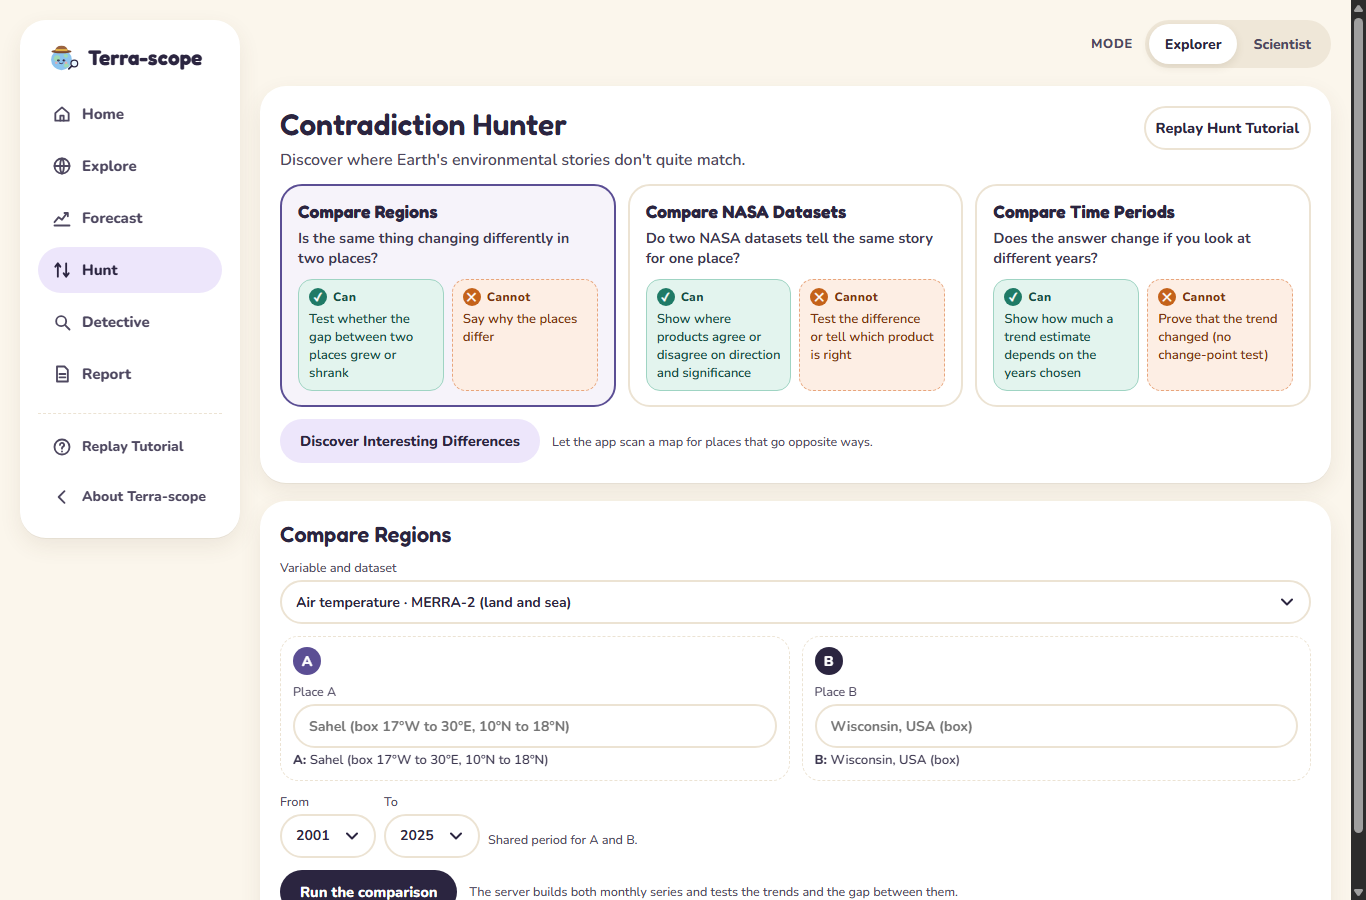 Terra-scope
Home
Explore
Forecast
Hunt
Detective
Report
Replay Tutorial
About Terra-scope
MODE
Explorer
Scientist
Contradiction Hunter
Discover where Earth's environmental stories don't quite match.
Replay Hunt Tutorial
Compare Regions
Is the same thing changing differently in
two places?
Can
Test whether the
gap between two
places grew or
shrank
Cannot
Say why the places
differ
Compare NASA Datasets
Do two NASA datasets tell the same story
for one place?
Can
Show where
products agree or
disagree on direction
and significance
Cannot
Test the difference
or tell which product
is right
Compare Time Periods
Does the answer change if you look at
different years?
Can
Show how much a
trend estimate
depends on the
years chosen
Cannot
Prove that the trend
changed (no
change-point test)
Discover Interesting Differences
Let the app scan a map for places that go opposite ways.
Compare Regions
Variable and dataset
Air temperature · MERRA-2 (land and sea)
A
Place A
Sahel (box 17°W to 30°E, 10°N to 18°N)
A: Sahel (box 17°W to 30°E, 10°N to 18°N)
B
Place B
Wisconsin, USA (box)
B: Wisconsin, USA (box)
From
To
2001
2025
Shared period for A and B.
Run the comparison
The server builds both monthly series and tests the trends and the gap between them.